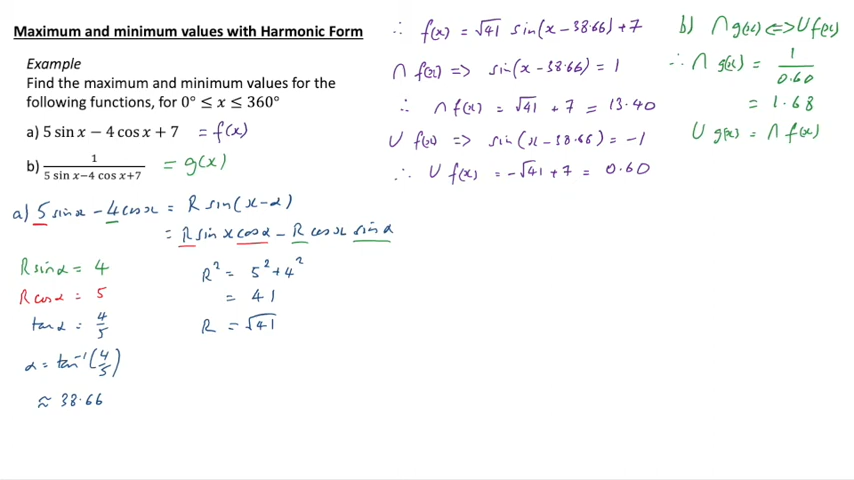 Maximum and minimum values with Harmonic Form
Example
Find the maximum and minimum values for the
following functions, for 0° ≤ x ≤ 360°
a) 5 sin x − 4 cos x + 7 = f(x)
b) 1/(5 sin x−4 cos x+7) = g(x)
a) 5 sinx − 4 cosx = R sin(x−α)
= R sin x cos α − R cos x sin α
R sin α = 4
R cos α = 5
tan α = 4/5
α = tan⁻¹(4/5)
≈ 38.66
R² = 5² + 4²
= 41
R = √41
∴ f(x) = √41 sin(x − 38.66) + 7
∩ f(x) => sin(x − 38.66) = 1
∴ ∩ f(x) = √41 + 7 = 13.40
∪ f(x) => sin(x − 38.66) = −1
∴ ∪ f(x) = −√41 + 7 = 0.60
b) ∩ g(x) <=> ∪ f(x)
∴ ∩ g(x) = 1/0.60
= 1.68
∪ g(x) = ∩ f(x)